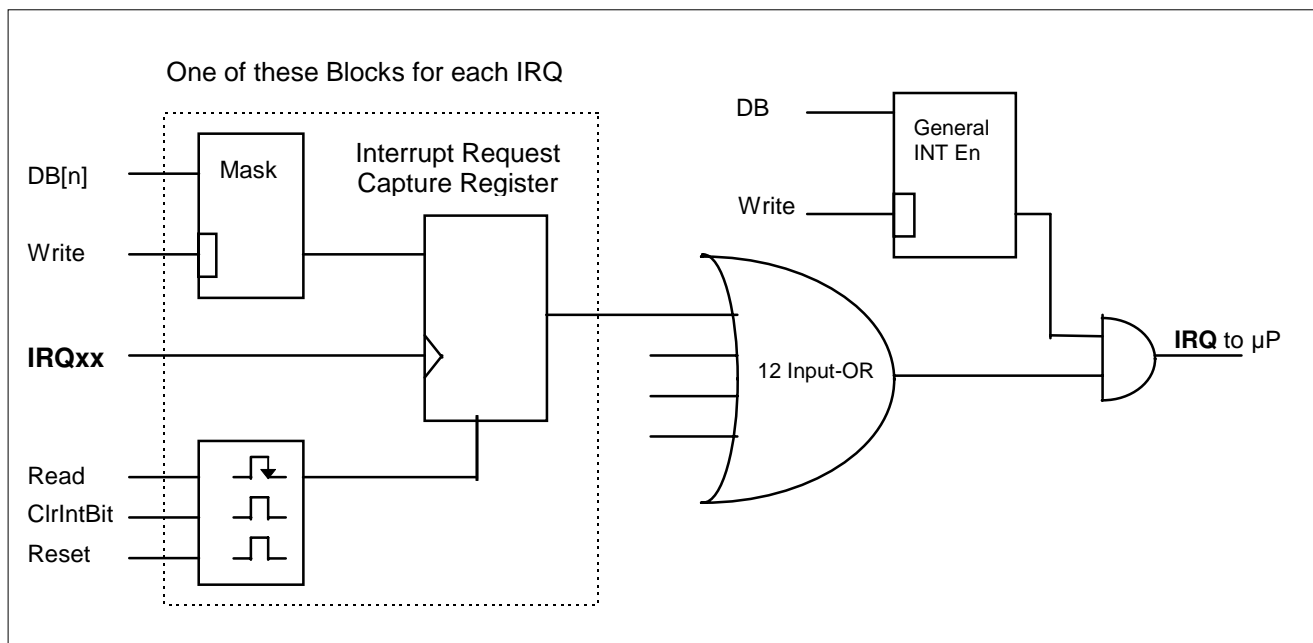 One of these Blocks for each IRQ
DB[n]
Write
IRQxx
Read
ClrIntBit
Reset
Mask
Interrupt Request
Capture Register
12 Input-OR
DB
Write
General
INT En
IRQ to µP